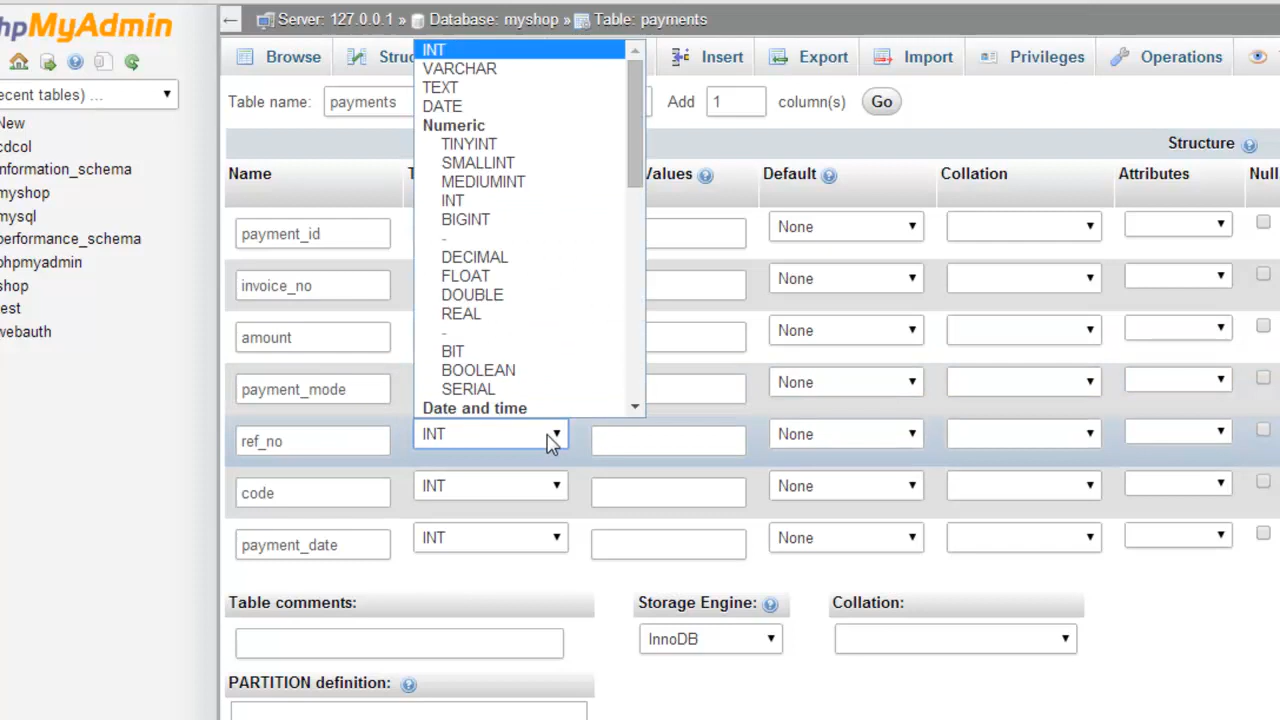 hpMyAdmin
Server: 127.0.0.1 » Database: myshop » Table: payments
Browse Struc Insert Export Import Privileges Operations
ecent tables) ...
Table name: payments Add 1 column(s) Go
New
cdcol
nformation_schema
myshop
mysql
performance_schema
phpmyadmin
shop
est
webauth
Structure
Name T Values Default Collation Attributes Null
payment_id None
invoice_no None
amount None
payment_mode None
ref_no INT None
code INT None
payment_date INT None
INT
VARCHAR
TEXT
DATE
Numeric
TINYINT
SMALLINT
MEDIUMINT
INT
BIGINT
-
DECIMAL
FLOAT
DOUBLE
REAL
-
BIT
BOOLEAN
SERIAL
Date and time
Table comments: Storage Engine: Collation:
InnoDB
PARTITION definition: